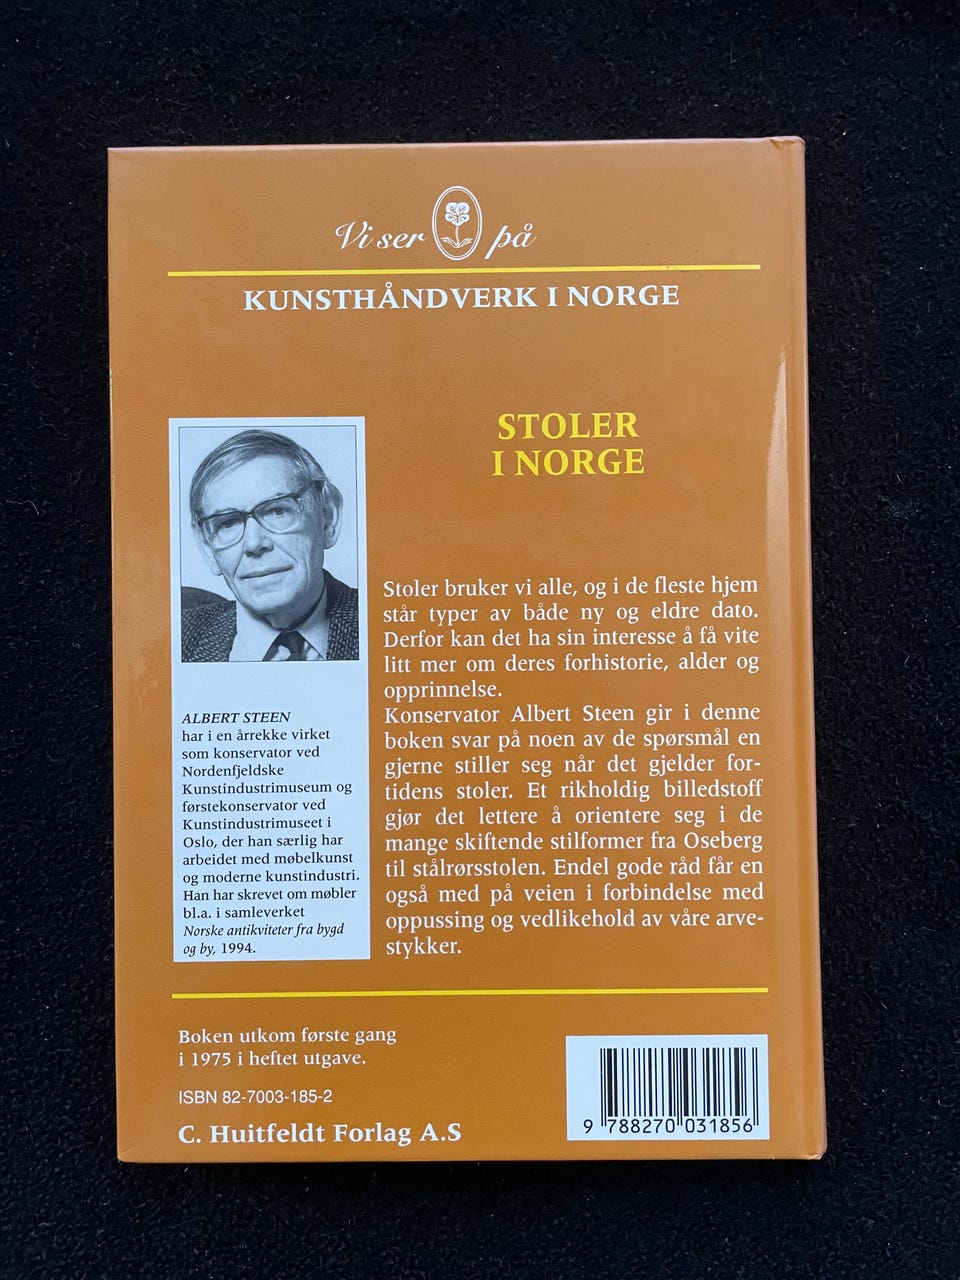 Vi ser på
KUNSTHÅNDVERK I NORGE
STOLER
I NORGE
ALBERT STEEN
har i en årrekke virket
som konservator ved
Nordenfjeldske
Kunstindustrimuseum og
førstekonservator ved
Kunstindustrimuseet i
Oslo, der han særlig har
arbeidet med møbelkunst
og moderne kunstindustri.
Han har skrevet om møbler
bl.a. i samleverket
Norske antikviteter fra bygd
og by, 1994.
Stoler bruker vi alle, og i de fleste hjem
står typer av både ny og eldre dato.
Derfor kan det ha sin interesse å få vite
litt mer om deres forhistorie, alder og
opprinnelse.
Konservator Albert Steen gir i denne
boken svar på noen av de spørsmål en
gjerne stiller seg når det gjelder for-
tidens stoler. Et rikholdig billedstoff
gjør det lettere å orientere seg i de
mange skiftende stilformer fra Oseberg
til stålrørsstolen. Endel gode råd får en
også med på veien i forbindelse med
oppussing og vedlikehold av våre arve-
stykker.
Boken utkom første gang
i 1975 i heftet utgave.
ISBN 82-7003-185-2
C. Huitfeldt Forlag A.S
9 788270 031856